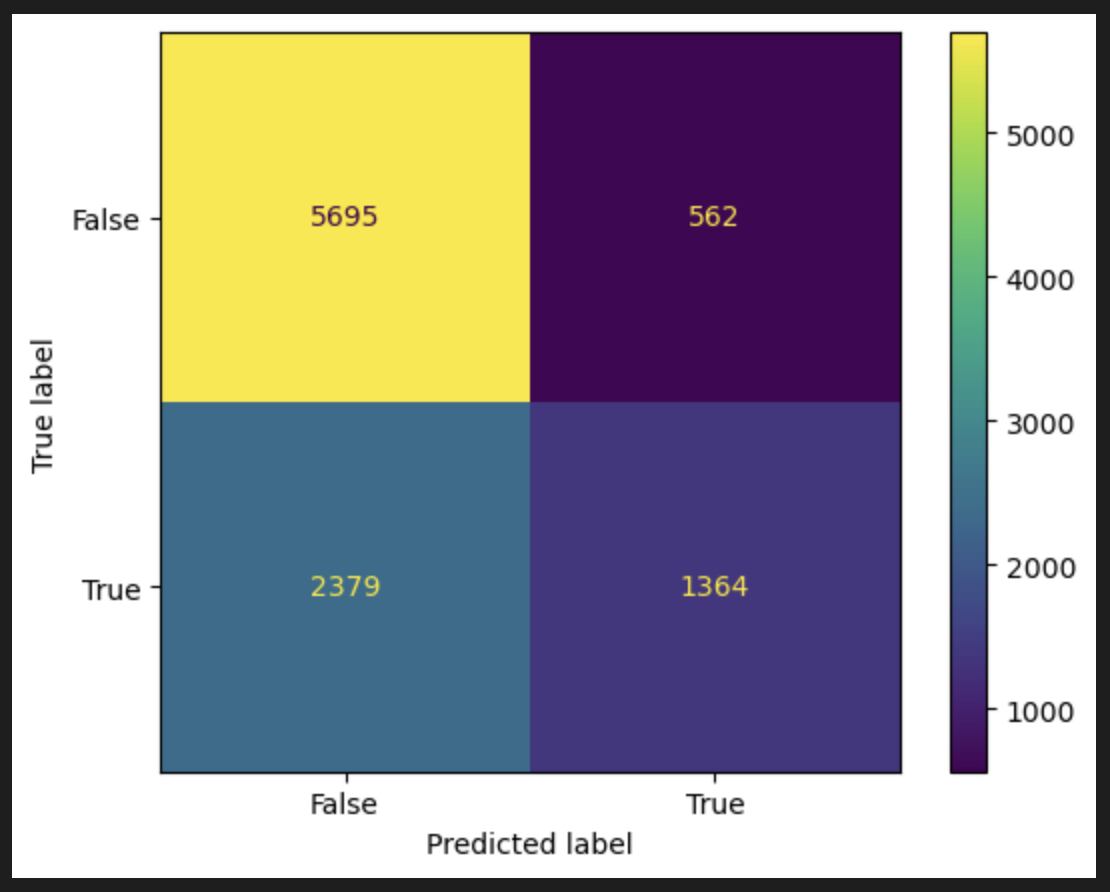 5695 562
2379 1364
False
True
True label
False True
Predicted label
5000
4000
3000
2000
1000